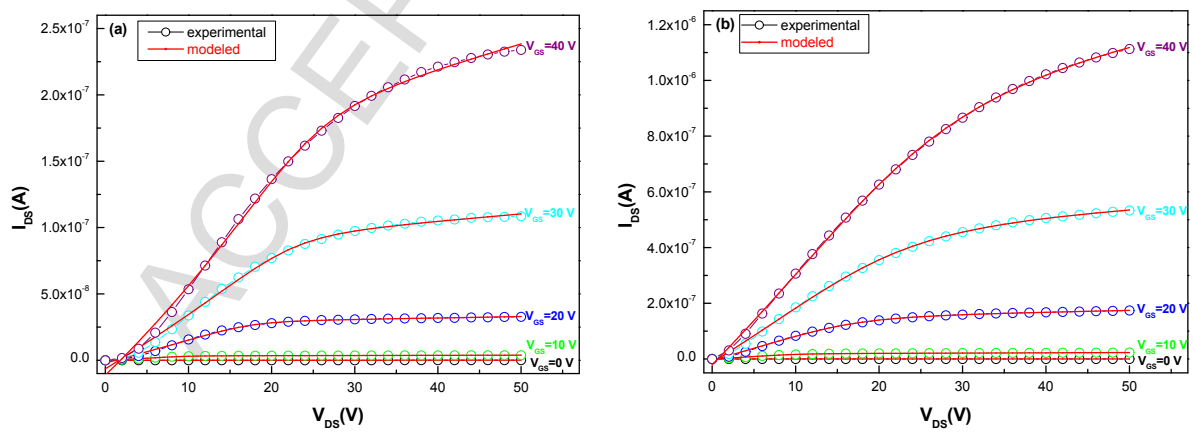 (a)
experimental
modeled
V_GS=40 V
V_GS=30 V
V_GS=20 V
V_GS=10 V
V_GS=0 V
2.5x10^-7
2.0x10^-7
1.5x10^-7
1.0x10^-7
5.0x10^-8
0.0
I_DS(A)
0 10 20 30 40 50
V_DS(V)
ACCEP
(b)
experimental
modeled
V_GS=40 V
V_GS=30 V
V_GS=20 V
V_GS=10 V
V_GS=0 V
1.2x10^-6
1.0x10^-6
8.0x10^-7
6.0x10^-7
4.0x10^-7
2.0x10^-7
0.0
I_DS(A)
0 10 20 30 40 50
V_DS(V)